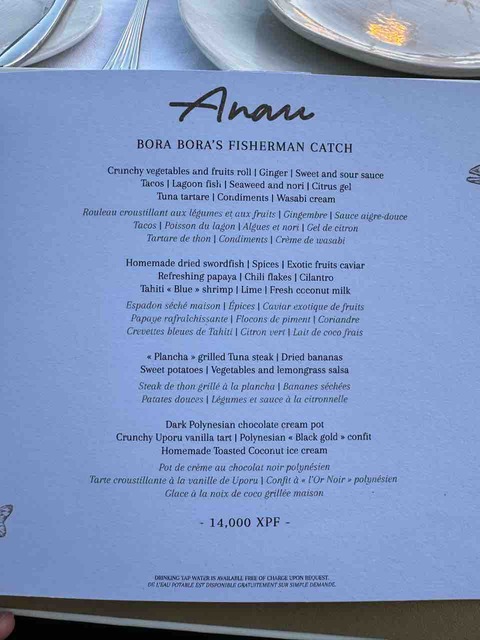 Anau
BORA BORA'S FISHERMAN CATCH
Crunchy vegetables and fruits roll | Ginger | Sweet and sour sauce
Tacos | Lagoon fish | Seaweed and nori | Citrus gel
Tuna tartare | Condiments | Wasabi cream
Rouleau croustillant aux légumes et aux fruits | Gingembre | Sauce aigre-douce
Tacos | Poisson du lagon | Algues et nori | Gel de citron
Tartare de thon | Condiments | Crème de wasabi
Homemade dried swordfish | Spices | Exotic fruits caviar
Refreshing papaya | Chili flakes | Cilantro
Tahiti « Blue » shrimp | Lime | Fresh coconut milk
Espadon séché maison | Épices | Caviar exotique de fruits
Papaye rafraîchissante | Flocons de piment | Coriandre
Crevettes bleues de Tahiti | Citron vert | Lait de coco frais
« Plancha » grilled Tuna steak | Dried bananas
Sweet potatoes | Vegetables and lemongrass salsa
Steak de thon grillé à la plancha | Bananes séchées
Patates douces | Légumes et sauce à la citronnelle
Dark Polynesian chocolate cream pot
Crunchy Uporu vanilla tart | Polynesian « Black gold » confit
Homemade Toasted Coconut ice cream
Pot de crème au chocolat noir polynésien
Tarte croustillante à la vanille de Uporu | Confit à « l'Or Noir » polynésien
Glace à la noix de coco grillée maison
- 14,000 XPF -
DRINKING TAP WATER IS AVAILABLE FREE OF CHARGE UPON REQUEST.
DE L'EAU POTABLE EST DISPONIBLE GRATUITEMENT SUR SIMPLE DEMANDE.